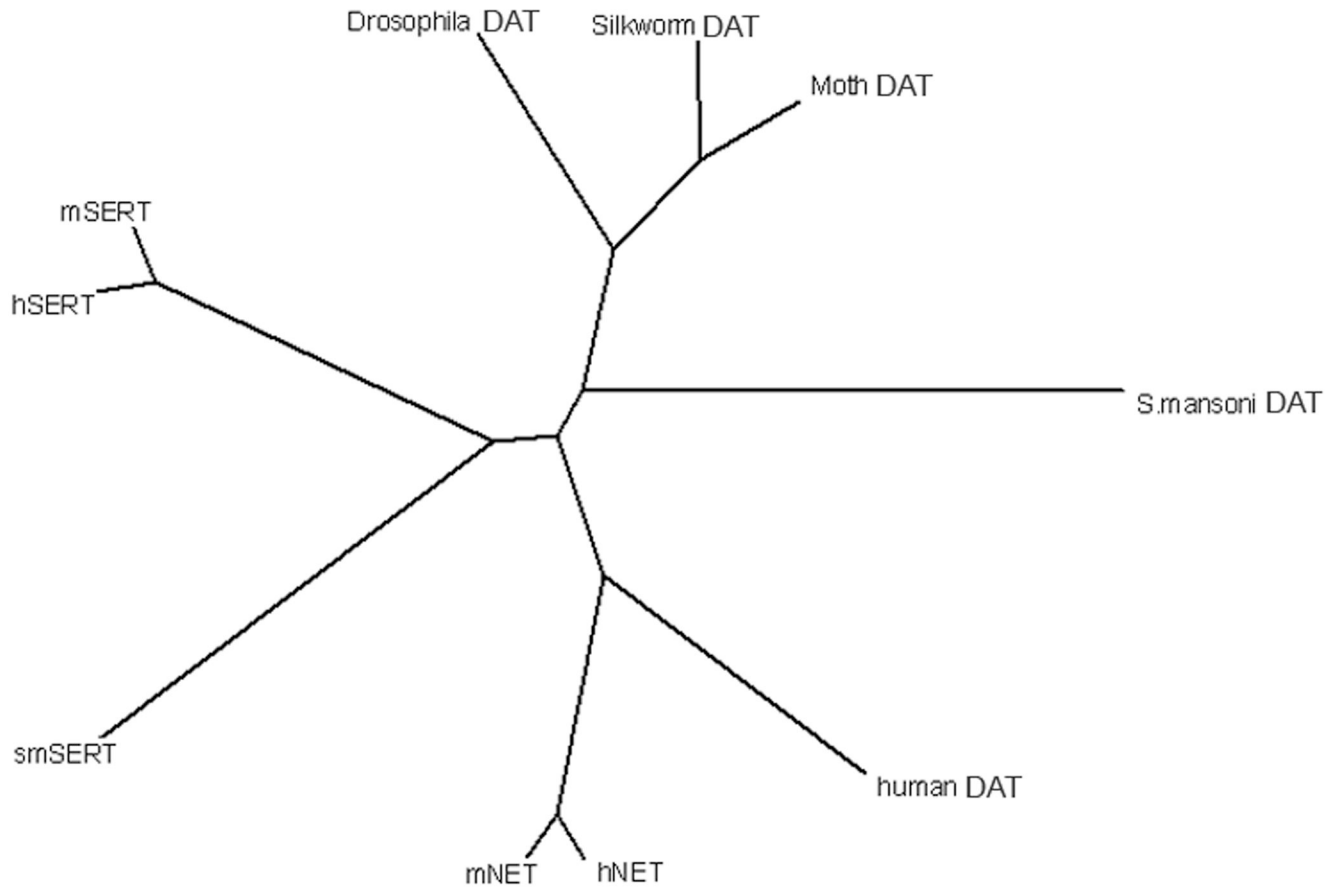 Drosophila DAT
Silkworm DAT
Moth DAT
mSERT
hSERT
S.mansoni DAT
smSERT
human DAT
mNET
hNET